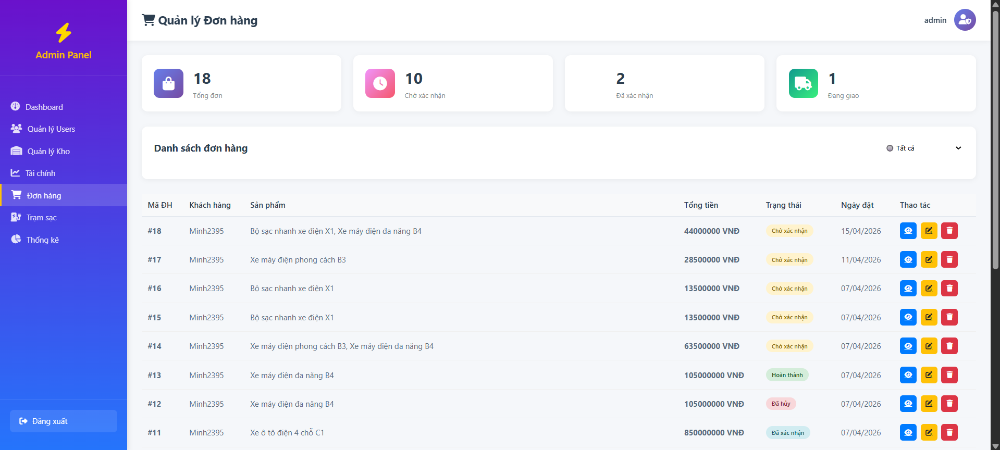 Admin Panel
Dashboard
Quản lý Users
Quản lý Kho
Tài chính
Đơn hàng
Trạm sạc
Thống kê
Đăng xuất
Quản lý Đơn hàng
admin
18
Tổng đơn
10
Chờ xác nhận
2
Đã xác nhận
1
Đang giao
Danh sách đơn hàng
Tất cả
Mã ĐH Khách hàng Sản phẩm Tổng tiền Trạng thái Ngày đặt Thao tác
#18 Minh2395 Bộ sạc nhanh xe điện X1, Xe máy điện đa năng B4 44000000 VNĐ Chờ xác nhận 15/04/2026
#17 Minh2395 Xe máy điện phong cách B3 28500000 VNĐ Chờ xác nhận 11/04/2026
#16 Minh2395 Bộ sạc nhanh xe điện X1 13500000 VNĐ Chờ xác nhận 07/04/2026
#15 Minh2395 Bộ sạc nhanh xe điện X1 13500000 VNĐ Chờ xác nhận 07/04/2026
#14 Minh2395 Xe máy điện phong cách B3, Xe máy điện đa năng B4 63500000 VNĐ Chờ xác nhận 07/04/2026
#13 Minh2395 Xe máy điện đa năng B4 105000000 VNĐ Hoàn thành 07/04/2026
#12 Minh2395 Xe máy điện đa năng B4 105000000 VNĐ Đã hủy 07/04/2026
#11 Minh2395 Xe ô tô điện 4 chỗ C1 850000000 VNĐ Đã xác nhận 07/04/2026